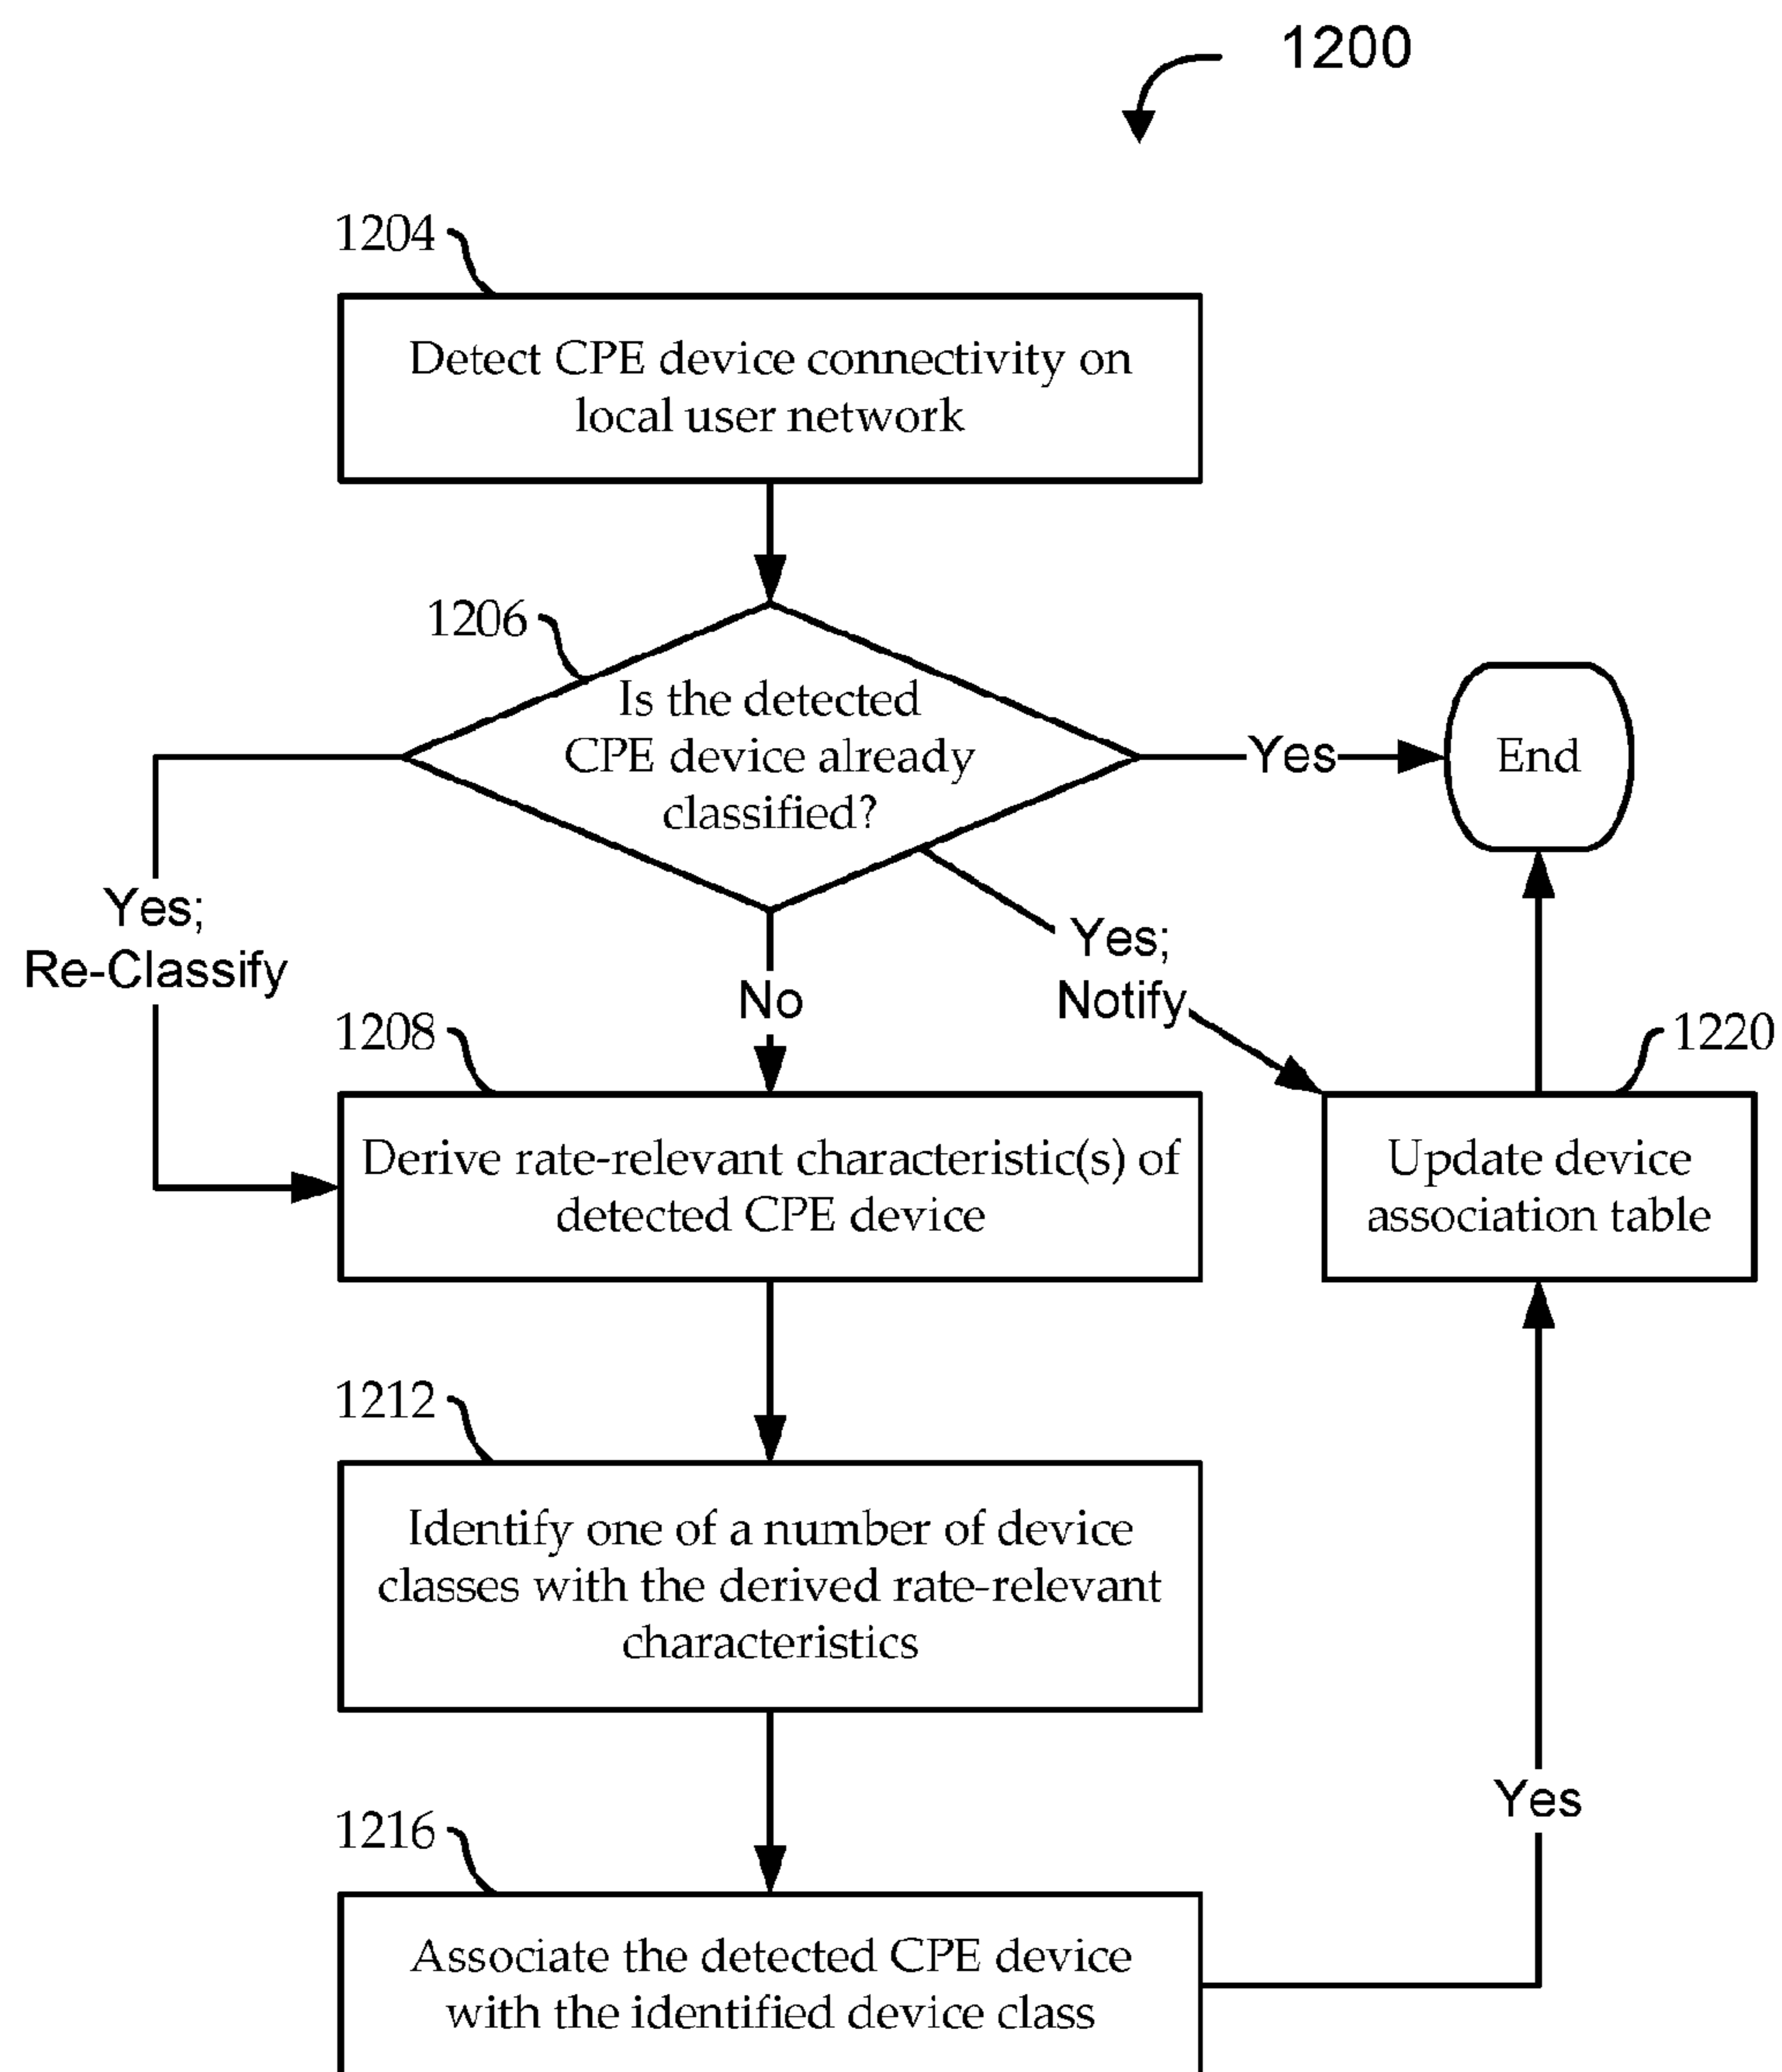 1200
1204
Detect CPE device connectivity on
local user network
1206
Is the detected
CPE device already
classified?
Yes
End
Yes;
Re-Classify
No
Yes;
Notify
1208
Derive rate-relevant characteristic(s) of
detected CPE device
1220
Update device
association table
1212
Identify one of a number of device
classes with the derived rate-relevant
characteristics
Yes
1216
Associate the detected CPE device
with the identified device class